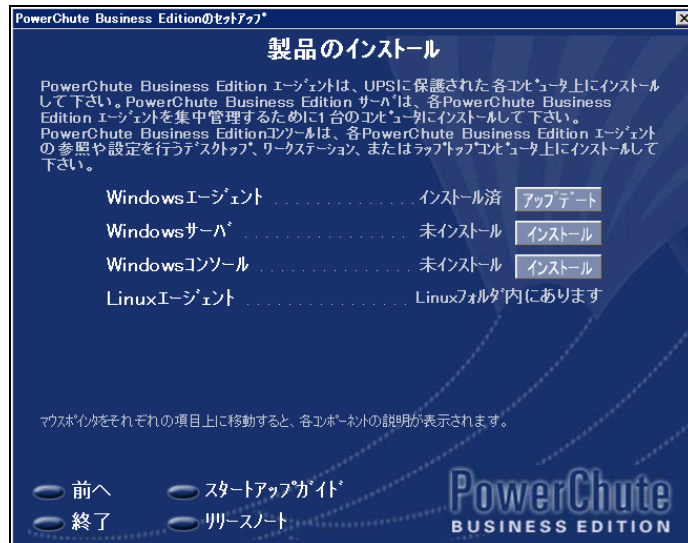 PowerChute Business Editionのセットアップ
製品のインストール
PowerChute Business Edition エージェントは、UPSに保護された各コンピュータ上にインストール
して下さい。PowerChute Business Edition サーバは、各PowerChute Business
Edition エージェントを集中管理するために1台のコンピュータにインストールして下さい。
PowerChute Business Editionコンソールは、各PowerChute Business Edition エージェント
の参照や設定を行うデスクトップ、ワークステーション、またはラップトップコンピュータ上にインストールして
下さい。
Windowsエージェント ................ インストール済 アップデート
Windowsサーバ ................ 未インストール インストール
Windowsコンソール ................ 未インストール インストール
Linuxエージェント ................ Linuxフォルダ内にあります
マウスポインタをそれぞれの項目上に移動すると、各コンポーネントの説明が表示されます。
前へ スタートアップガイド
終了 リリースノート
PowerChute
BUSINESS EDITION